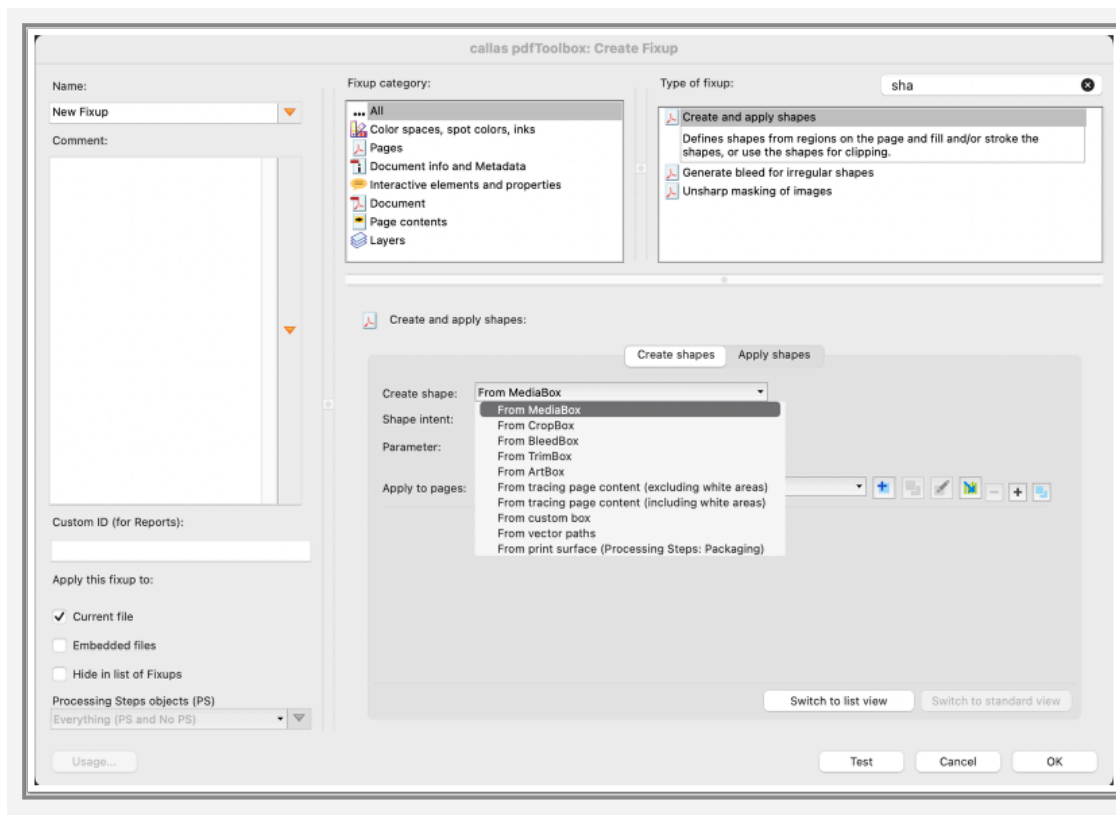 callas pdfToolbox: Create Fixup
Name:
New Fixup
Comment:
Custom ID (for Reports):
Apply this fixup to:
Current file
Embedded files
Hide in list of Fixups
Processing Steps objects (PS)
Everything (PS and No PS)
Usage...
Fixup category:
All
Color spaces, spot colors, inks
Pages
Document info and Metadata
Interactive elements and properties
Document
Page contents
Layers
Type of fixup:
sha
Create and apply shapes
Defines shapes from regions on the page and fill and/or stroke the
shapes, or use the shapes for clipping.
Generate bleed for irregular shapes
Unsharp masking of images
Create and apply shapes:
Create shapes Apply shapes
Create shape: From MediaBox
Shape intent:
Parameter:
Apply to pages:
From MediaBox
From CropBox
From BleedBox
From TrimBox
From ArtBox
From tracing page content (excluding white areas)
From tracing page content (including white areas)
From custom box
From vector paths
From print surface (Processing Steps: Packaging)
Switch to list view Switch to standard view
Test Cancel OK